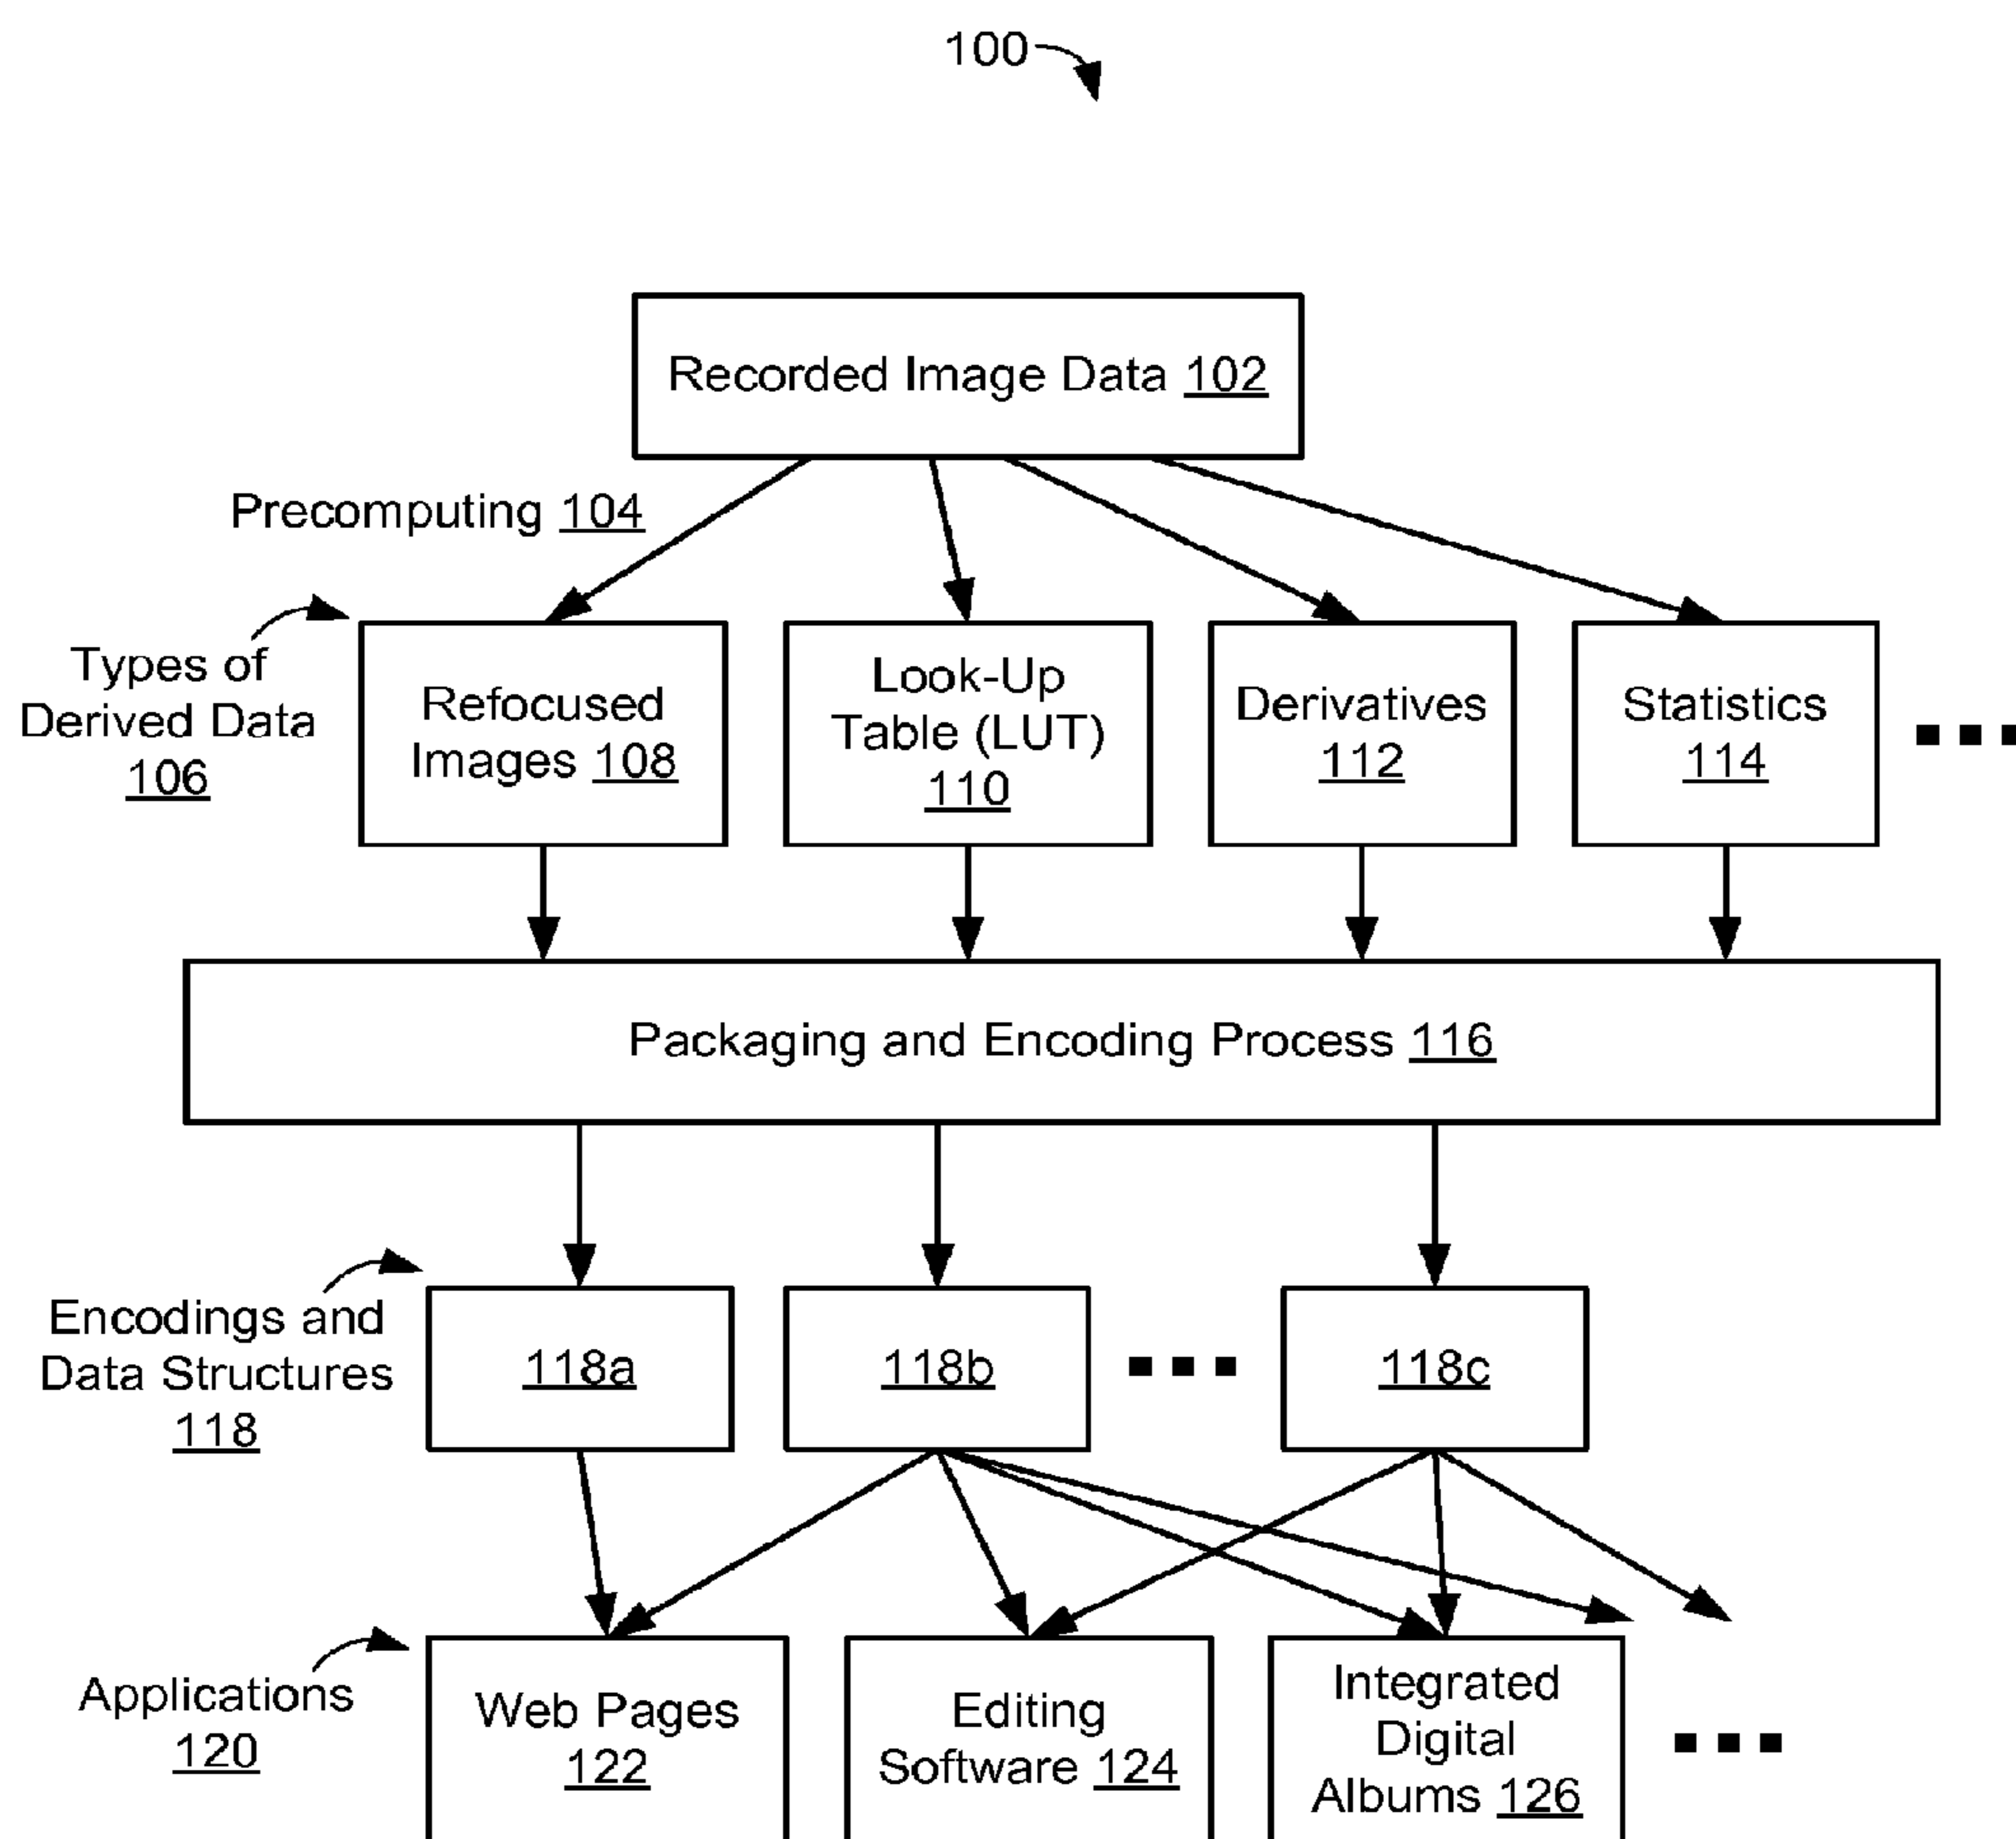 100
Recorded Image Data 102
Precomputing 104
Types of
Derived Data
106
Refocused
Images 108
Look-Up
Table (LUT)
110
Derivatives
112
Statistics
114
Packaging and Encoding Process 116
Encodings and
Data Structures
118
118a
118b
118c
Applications
120
Web Pages
122
Editing
Software 124
Integrated
Digital
Albums 126